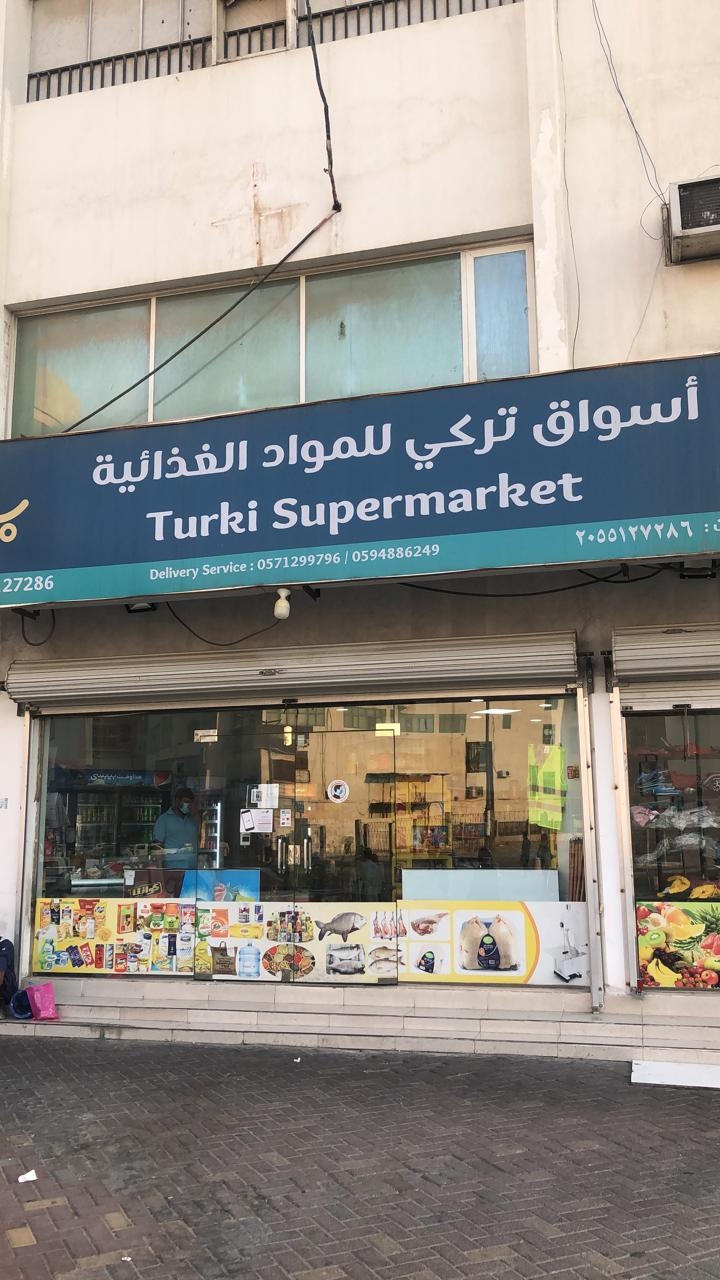 أسواق تركي للمواد الغذائية
Turki Supermarket
٢٠٥٥١٢٧٢٨٦
Delivery Service : 0571299796 / 0594886249
27286